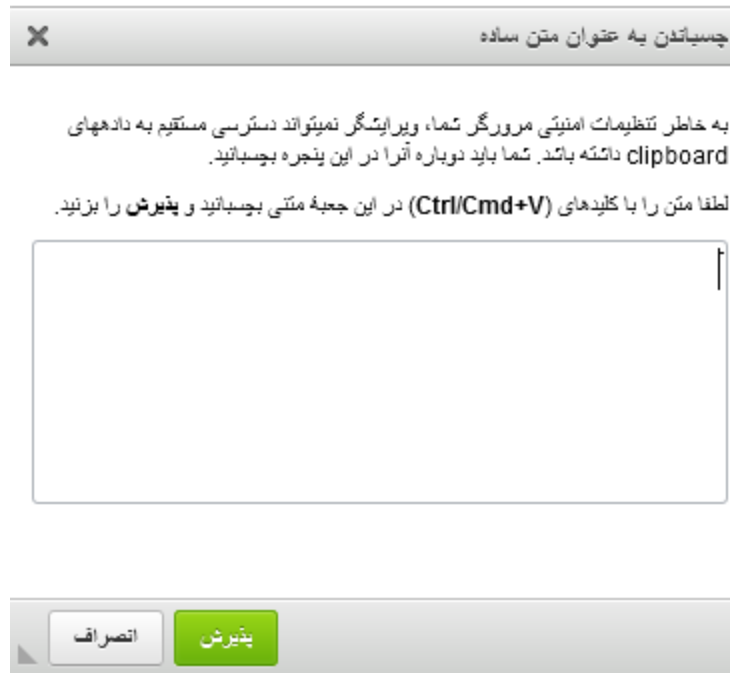 چسباندن به عنوان متن ساده
به خاطر تنظیمات امنیتی مرورگر شما، ویرایشگر نمیتواند دسترسی مستقیم به دادههای
clipboard داشته باشد. شما باید دوباره آنرا در این پنجره بچسبانید.
لطفا متن را با کلیدهای (Ctrl/Cmd+V) در این جعبهٔ متنی بچسبانید و پذیرش را بزنید.
پذیرش
انصراف